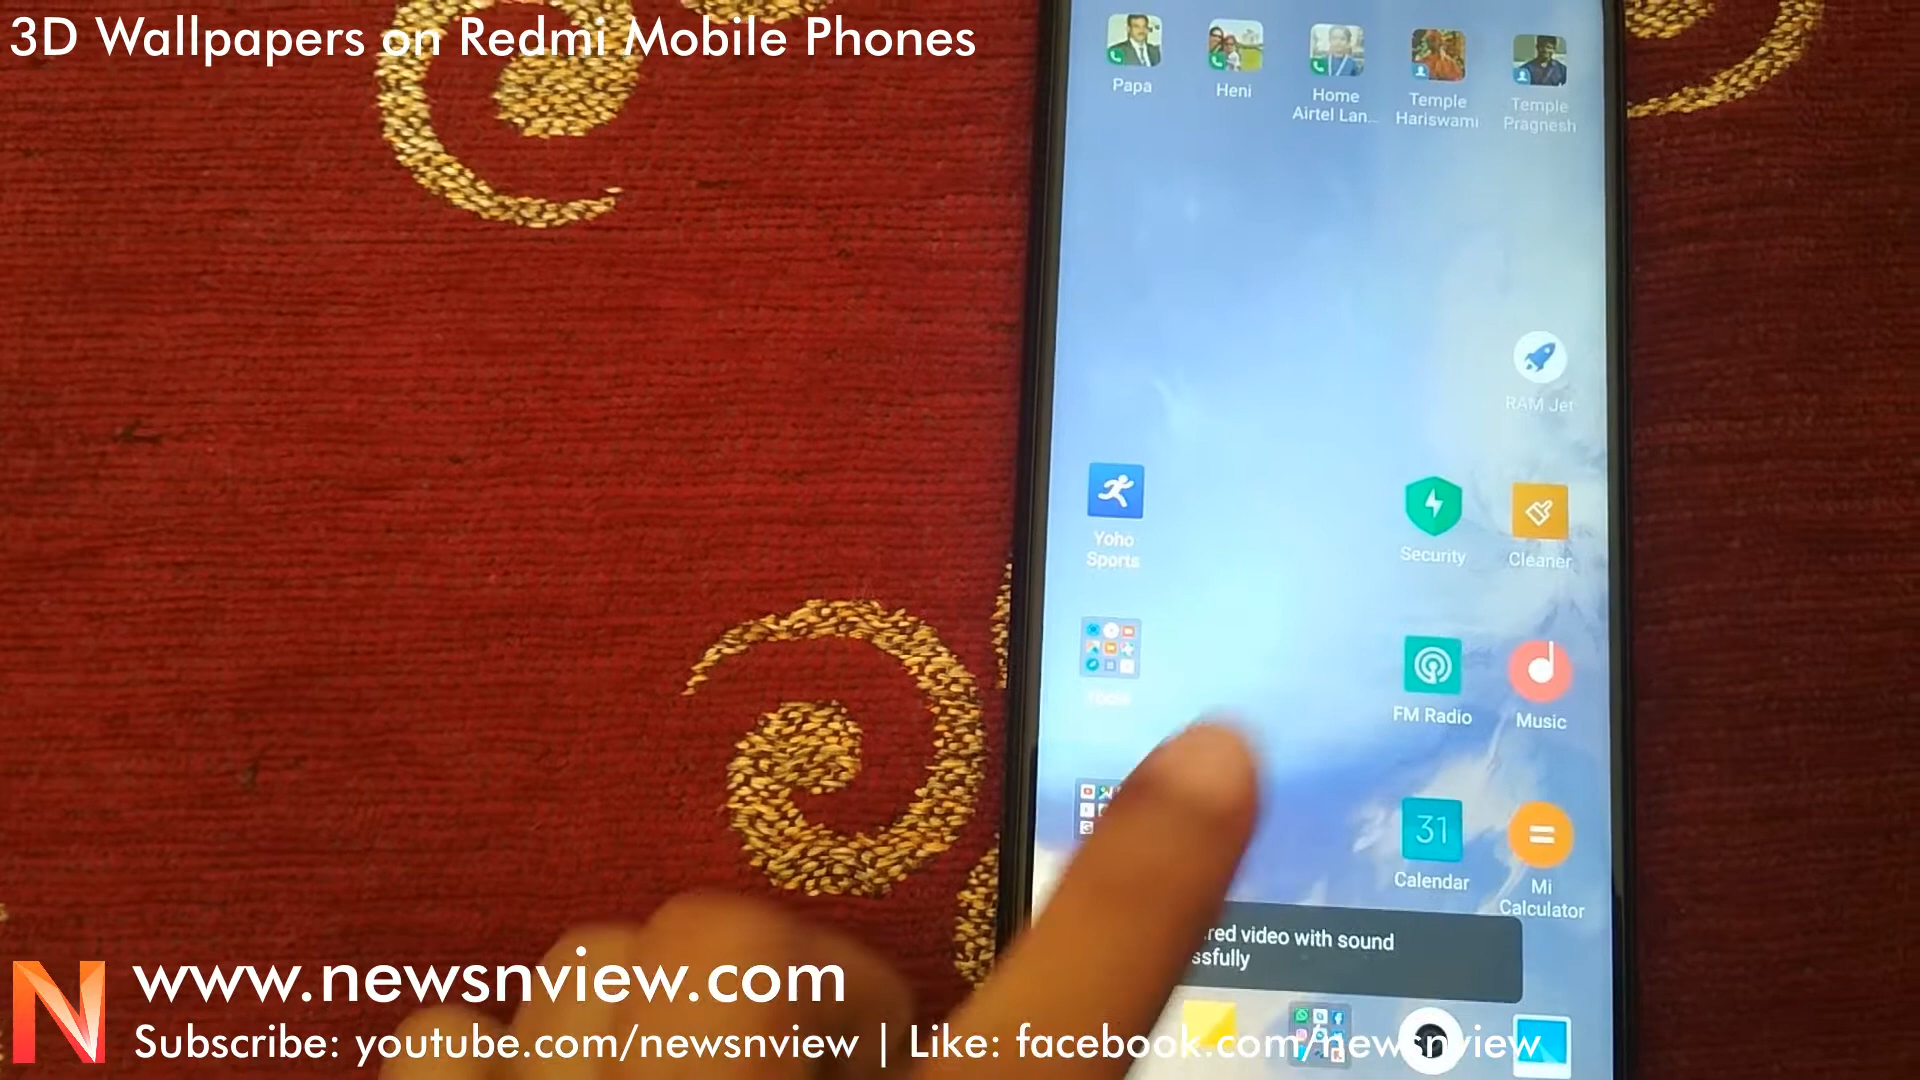 3D Wallpapers on Redmi Mobile Phones
Papa
Heni
Home
Airtel Lan...
Temple
Hariswami
Temple
Pragnesh
RAM Jet
Yoho
Sports
Security
Cleaner
Tools
FM Radio
Music
31
Calendar
Mi
Calculator
red video with sound
ssfully
N
www.newsnview.com
Subscribe: youtube.com/newsnview | Like: facebook.com/newsnview